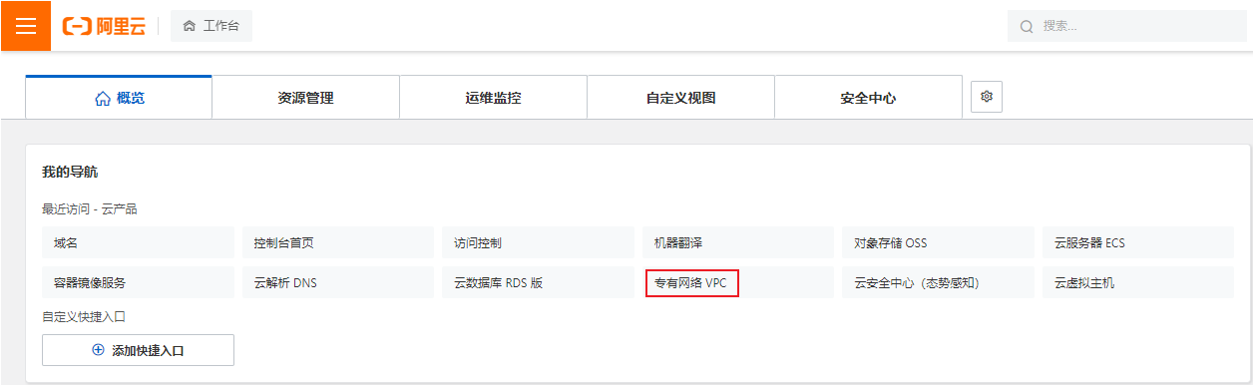 阿里云 工作台 搜索...
概览 资源管理 运维监控 自定义视图 安全中心
我的导航
最近访问 - 云产品
域名 控制台首页 访问控制 机器翻译 对象存储 OSS 云服务器 ECS
容器镜像服务 云解析 DNS 云数据库 RDS 版 专有网络 VPC 云安全中心（态势感知） 云虚拟主机
自定义快捷入口
添加快捷入口